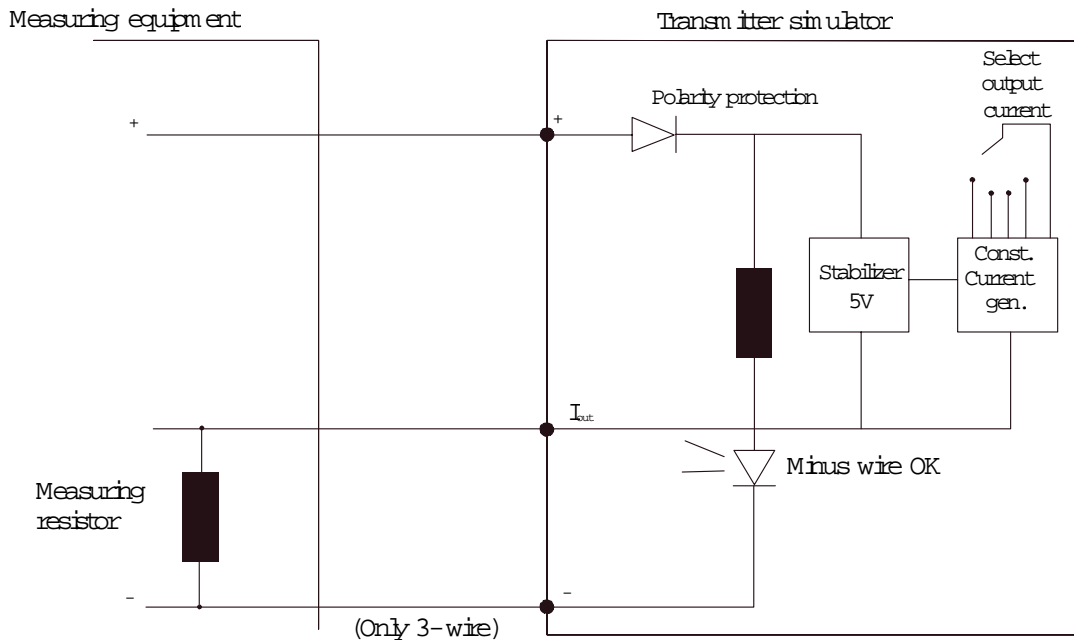 Measuring equipment
Transmitter simulator
Select
output
current
Polarity protection
+
+
Stabilizer
5V
Const.
Current
gen.
Iout
Minus wire OK
Measuring
resistor
-
-
(Only 3-wire)